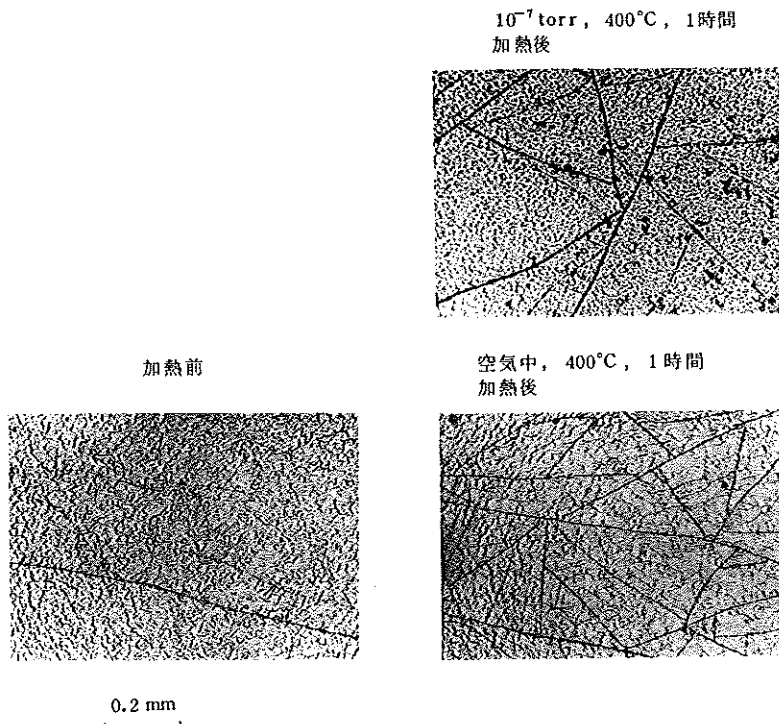 10⁻⁷ torr, 400°C, 1時間
加熱後
加熱前
空気中, 400°C, 1時間
加熱後
0.2 mm